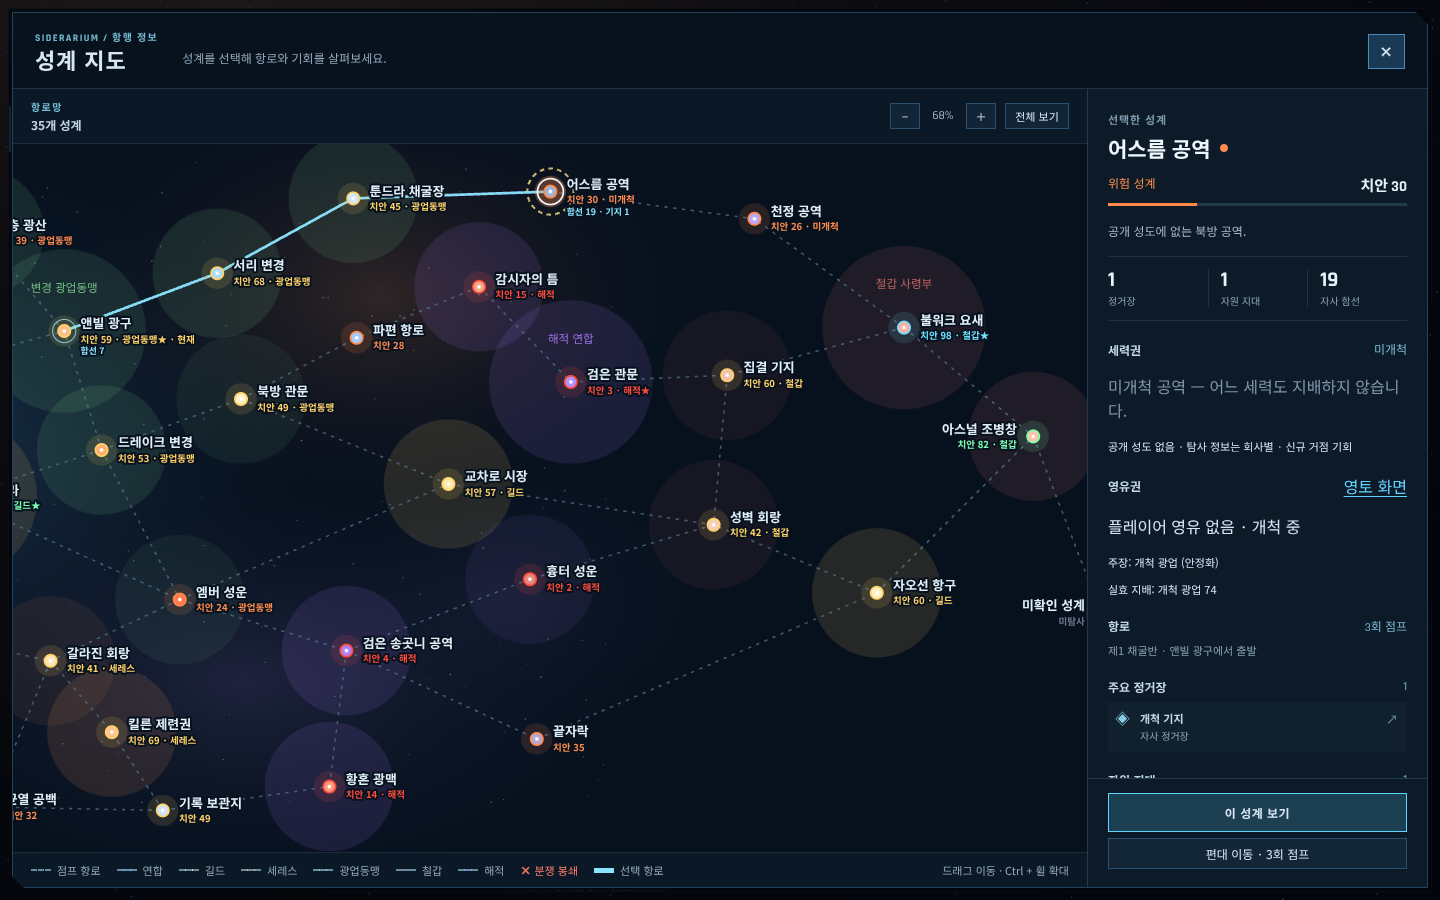 SIDERARIUM / 항행 정보
성계 지도
성계를 선택해 항로와 기회를 살펴보세요.
×
항로망
35개 성계
-
68%
+
전체 보기
툰드라 채굴장
치안 45 · 광업동맹
어스름 공역
치안 30 · 미개척
함선 19 · 기지 1
천정 공역
치안 26 · 미개척
광산
39 · 광업동맹
서리 변경
치안 68 · 광업동맹
변경 광업동맹
감시자의 틈
치안 15 · 해적
철갑 사령부
앤빌 광구
치안 59 · 광업동맹★ · 현재
함선 7
파편 항로
치안 28
해적 연합
불워크 요새
치안 98 · 철갑★
집결 기지
치안 60 · 철갑
검은 관문
치안 3 · 해적★
북방 관문
치안 49 · 광업동맹
아스널 조병창
치안 82 · 철갑
드레이크 변경
치안 53 · 광업동맹
교차로 시장
치안 57 · 길드
길드★
성벽 회랑
치안 42 · 철갑
흉터 성운
치안 2 · 해적
엠버 성운
치안 24 · 광업동맹
자오선 항구
치안 60 · 길드
미확인 성계
미탐사
검은 송곳니 공역
치안 4 · 해적
갈라진 회랑
치안 41 · 세레스
킬른 제련권
치안 69 · 세레스
끝자락
치안 35
황혼 광맥
치안 14 · 해적
공백
32
기록 보관지
치안 49
점프 항로
연합
길드
세레스
광업동맹
철갑
해적
× 분쟁 봉쇄
선택 항로
드래그 이동 · Ctrl + 휠 확대
선택한 성계
어스름 공역
위험 성계
치안 30
공개 성도에 없는 북방 공역.
1
정거장
1
자원 지대
19
자사 함선
세력권
미개척
미개척 공역 — 어느 세력도 지배하지 않습니
다.
공개 성도 없음 · 탐사 정보는 회사별 · 신규 거점 기회
영유권
영토 화면
플레이어 영유 없음 · 개척 중
주장: 개척 광업 (안정화)
실효 지배: 개척 광업 74
항로
3회 점프
제1 채굴반 · 앤빌 광구에서 출발
주요 정거장
1
개척 기지
자사 정거장
↗
이 성계 보기
편대 이동 · 3회 점프